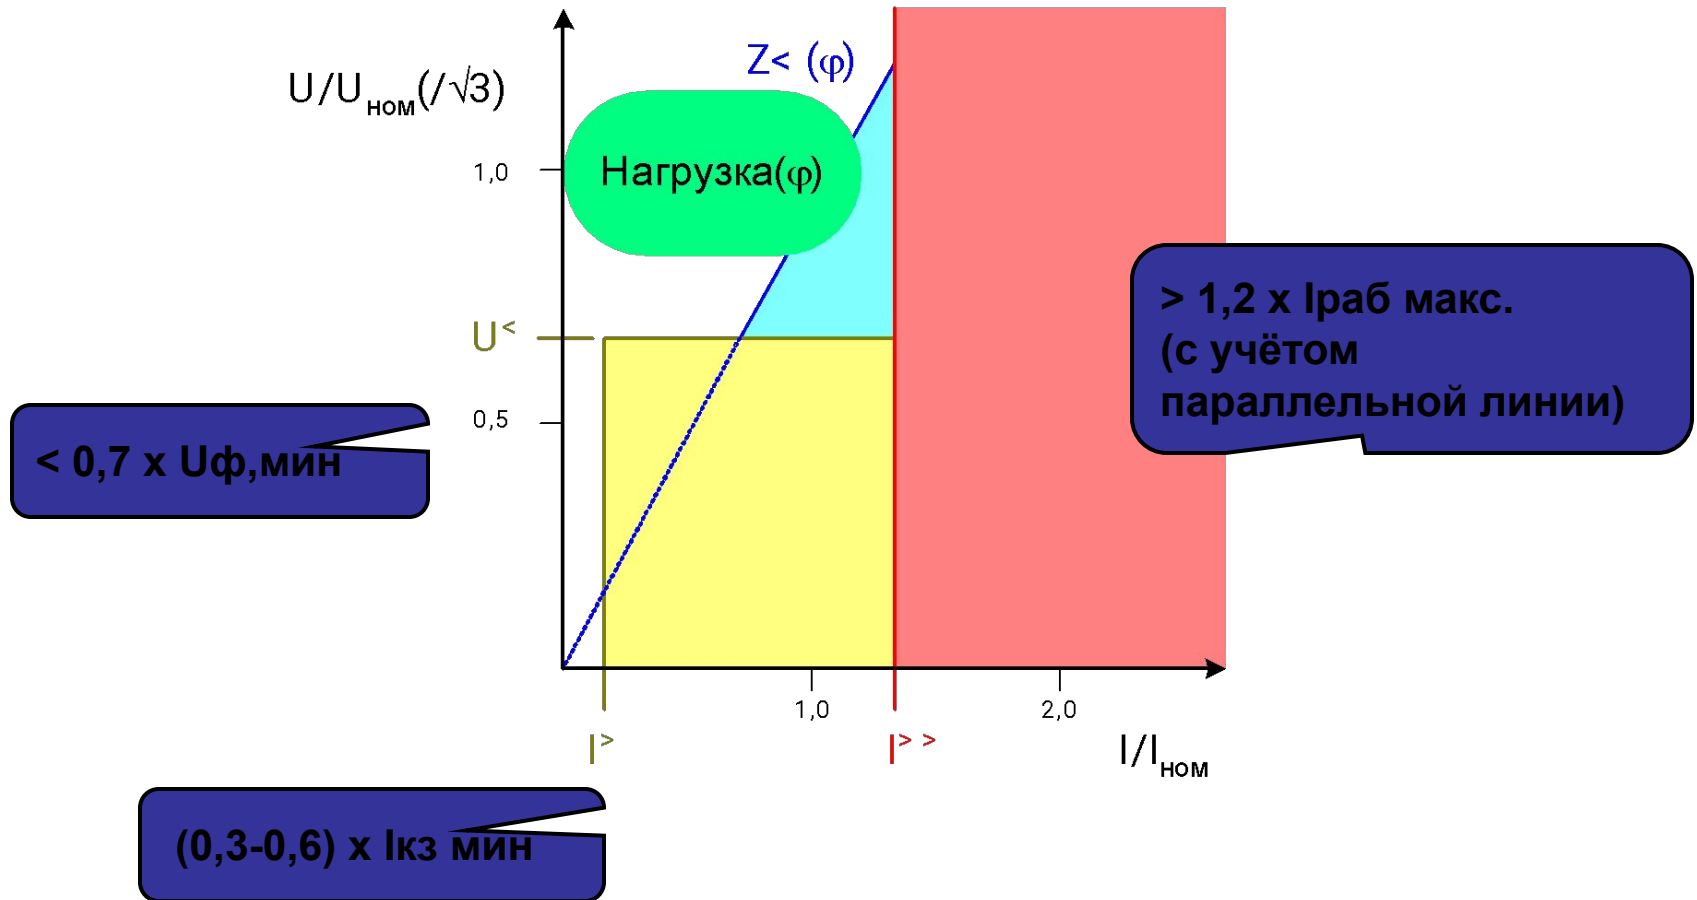 Z< (φ)
U/Uном(/√3)
1,0
Нагрузка(φ)
> 1,2 x Iраб макс.
(с учётом
параллельной линии)
U<
0,5
< 0,7 x Uф,мин
1,0
2,0
I>
I>>
I/Iном
(0,3-0,6) x Iкз мин